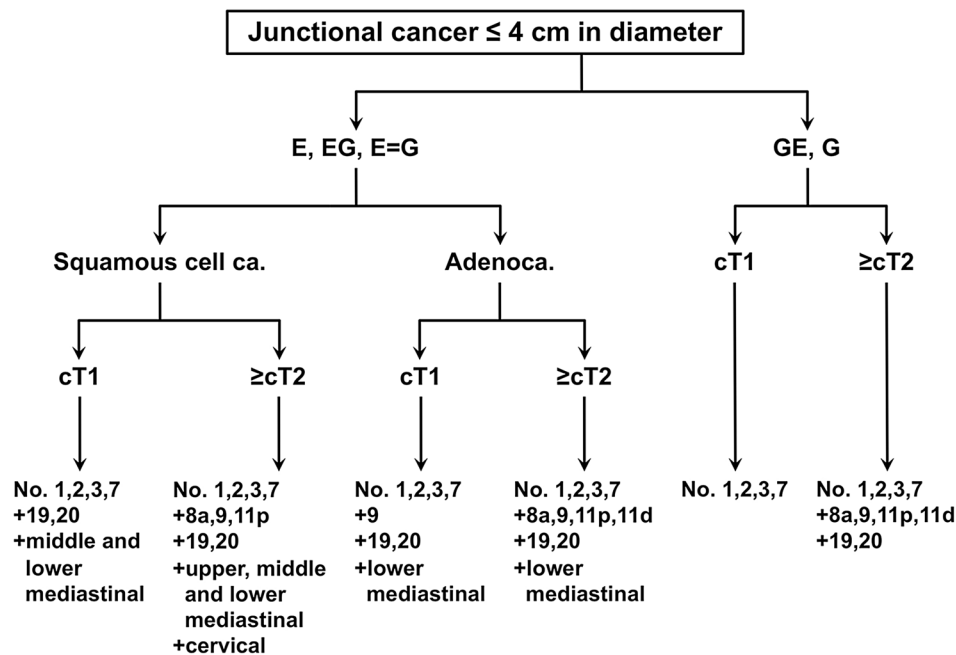 Junctional cancer ≤ 4 cm in diameter
E, EG, E=G
GE, G
Squamous cell ca.
Adenoca.
cT1
≥cT2
cT1
≥cT2
cT1
≥cT2
No. 1,2,3,7
+19,20
+middle and
lower
mediastinal
No. 1,2,3,7
+8a,9,11p
+19,20
+upper, middle
and lower
mediastinal
+cervical
No. 1,2,3,7
+9
+19,20
+lower
mediastinal
No. 1,2,3,7
+8a,9,11p,11d
+19,20
+lower
mediastinal
No. 1,2,3,7
No. 1,2,3,7
+8a,9,11p,11d
+19,20